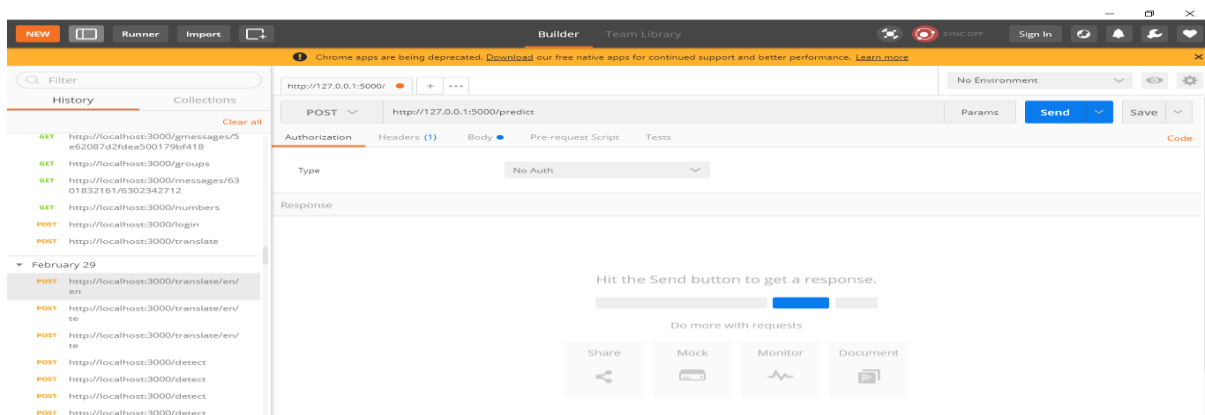 NEW Runner Import Builder Team Library SYNC OFF Sign In
Chrome apps are being deprecated. Download our free native apps for continued support and better performance. Learn more
Filter
History Collections
Clear all
GET http://localhost:3000/gmessages/5
e62087d2fdea500179bf418
GET http://localhost:3000/groups
GET http://localhost:3000/messages/63
01832161/6302342712
GET http://localhost:3000/numbers
POST http://localhost:3000/login
POST http://localhost:3000/translate
February 29
POST http://localhost:3000/translate/en/
en
POST http://localhost:3000/translate/en/
te
POST http://localhost:3000/translate/en/
te
POST http://localhost:3000/detect
POST http://localhost:3000/detect
POST http://localhost:3000/detect
POST http://localhost:3000/detect
http://127.0.0.1:5000/ No Environment
POST http://127.0.0.1:5000/predict Params Send Save
Authorization Headers (1) Body Pre-request Script Tests Code
Type No Auth
Response
Hit the Send button to get a response.
Do more with requests
Share Mock Monitor Document